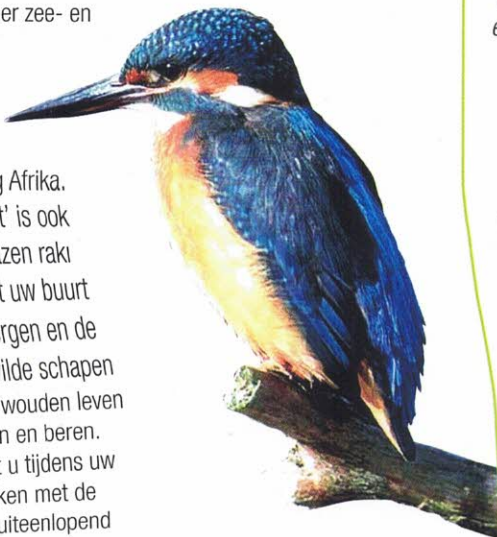 er zee- en
g Afrika.
t' is ook
zen rakı
t uw buurt
rgen en de
ilde schapen
wouden leven
n en beren.
t u tijdens uw
ken met de
uiteenlopend